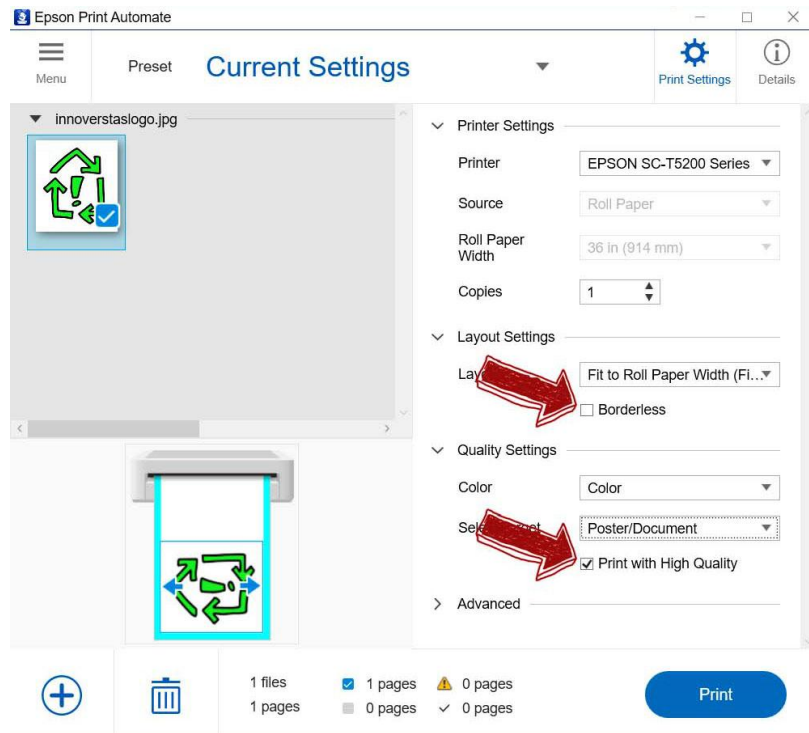 Epson Print Automate
Menu
Preset
Current Settings
Print Settings
Details
innoverstaslogo.jpg
Printer Settings
Printer
EPSON SC-T5200 Series
Source
Roll Paper
Roll Paper
Width
36 in (914 mm)
Copies
1
Layout Settings
Lay
Fit to Roll Paper Width (Fi...
Borderless
Quality Settings
Color
Color
Poster/Document
Print with High Quality
Advanced
1 files
1 pages
0 pages
1 pages
0 pages
0 pages
Print